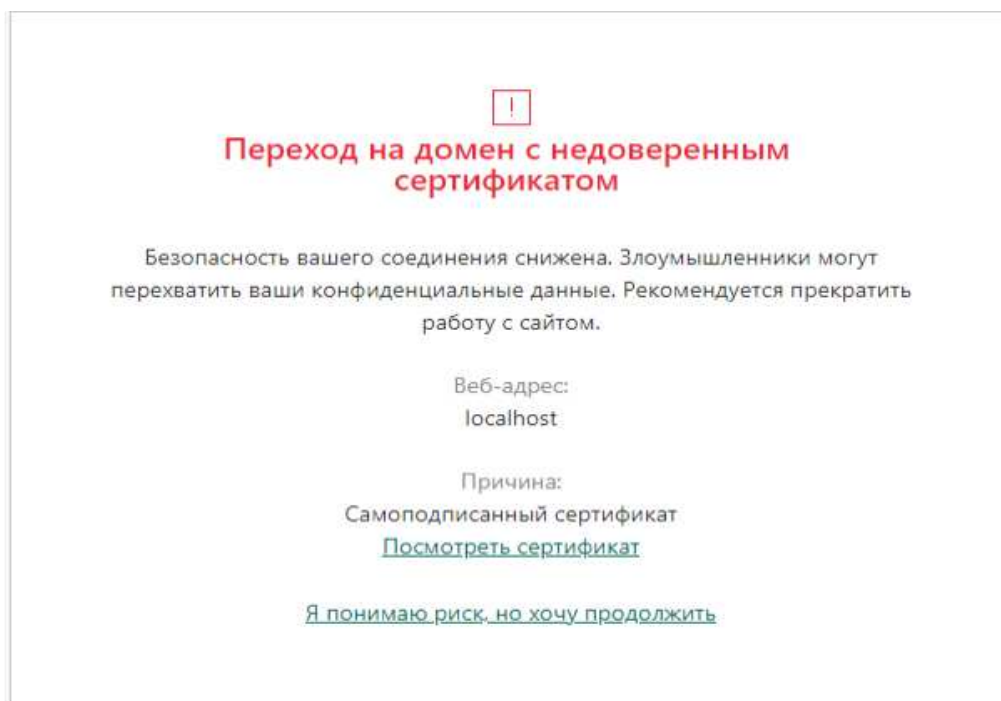 !
Переход на домен с недоверенным
сертификатом
Безопасность вашего соединения снижена. Злоумышленники могут
перехватить ваши конфиденциальные данные. Рекомендуется прекратить
работу с сайтом.
Веб-адрес:
localhost
Причина:
Самоподписанный сертификат
Посмотреть сертификат
Я понимаю риск, но хочу продолжить